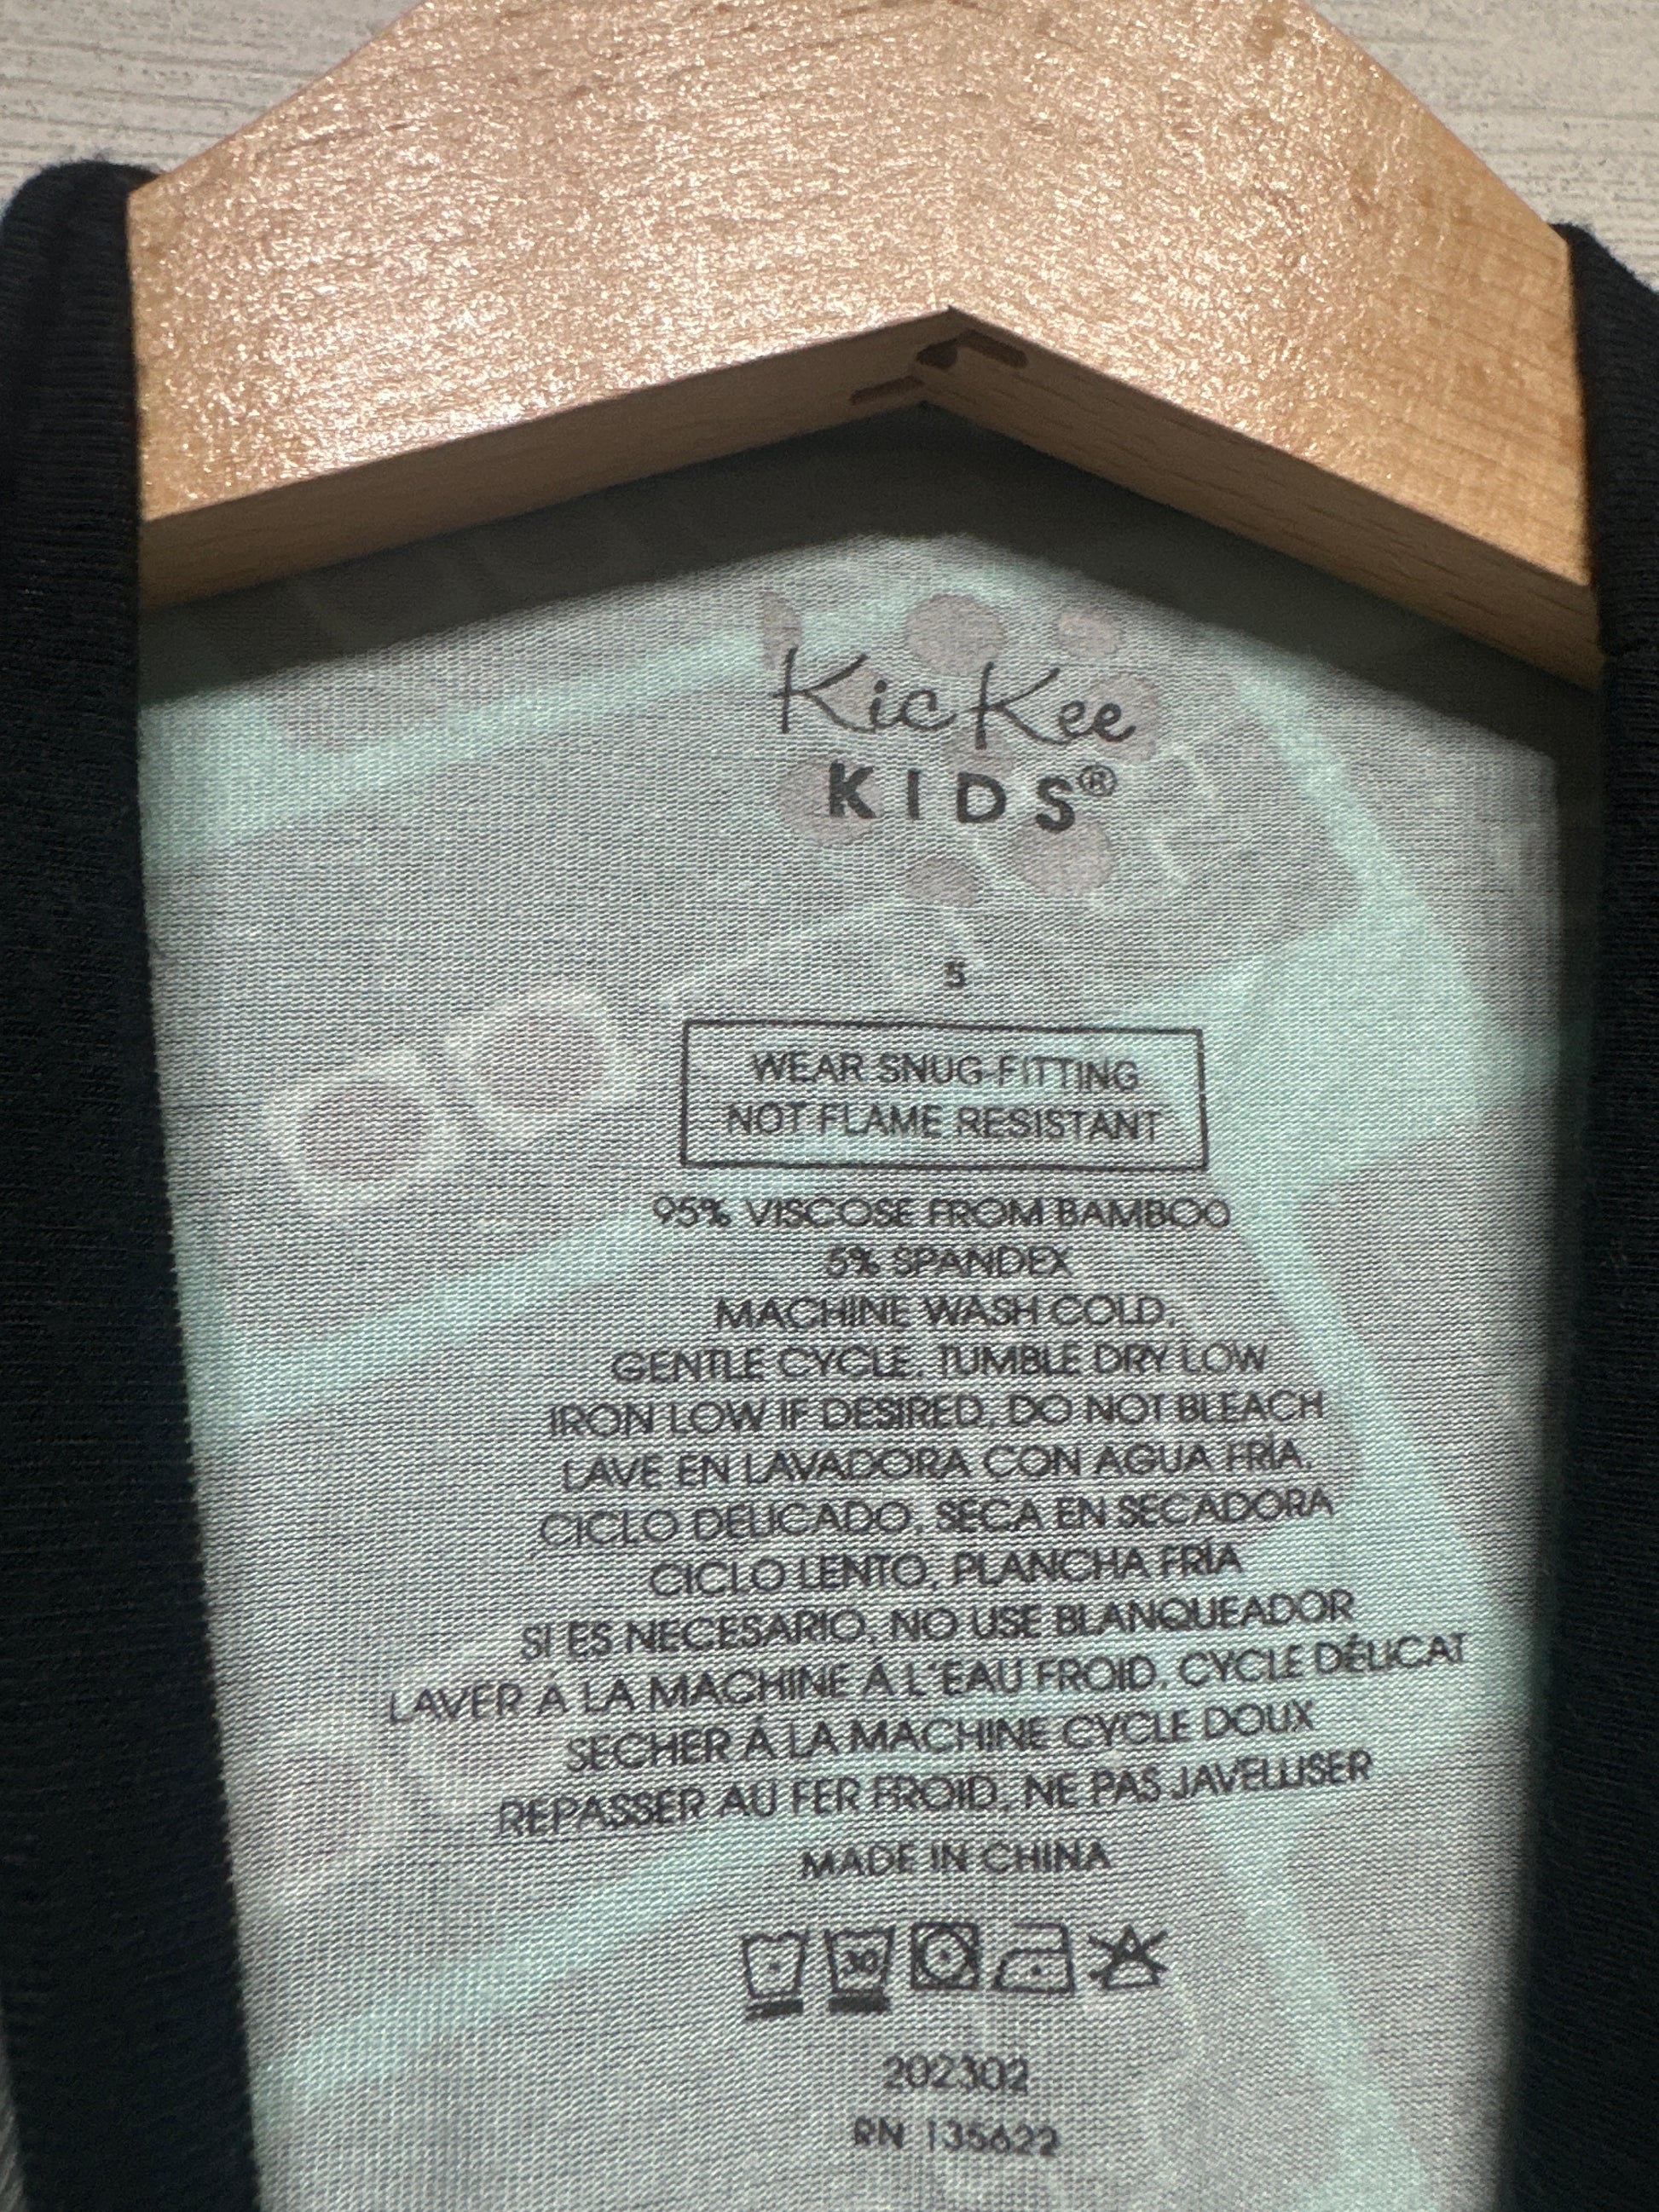 KicKee
KIDS®
5
WEAR SNUG-FITTING
NOT FLAME RESISTANT
95% VISCOSE FROM BAMBOO
5% SPANDEX
MACHINE WASH COLD,
GENTLE CYCLE, TUMBLE DRY LOW
IRON LOW IF DESIRED, DO NOT BLEACH
LAVE EN LAVADORA CON AGUA FRÍA,
CICLO DELICADO, SECA EN SECADORA
CICLO LENTO, PLANCHA FRÍA
SI ES NECESARIO, NO USE BLANQUEADOR
LAVER Á LA MACHINE Á L'EAU FROID, CYCLE DÉLICAT
SECHER Á LA MACHINE CYCLE DOUX
REPASSER AU FER FROID, NE PAS JAVELLISER
MADE IN CHINA
30
202302
RN 135622